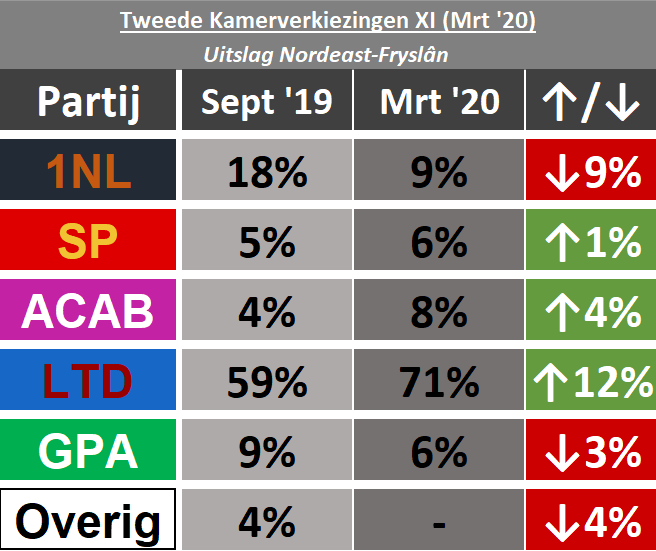 Tweede Kamerverkiezingen XI (Mrt '20)
Uitslag Nordeast-Fryslân
Partij Sept '19 Mrt '20 ↑/↓
1NL 18% 9% ↓9%
SP 5% 6% ↑1%
ACAB 4% 8% ↑4%
LTD 59% 71% ↑12%
GPA 9% 6% ↓3%
Overig 4% - ↓4%